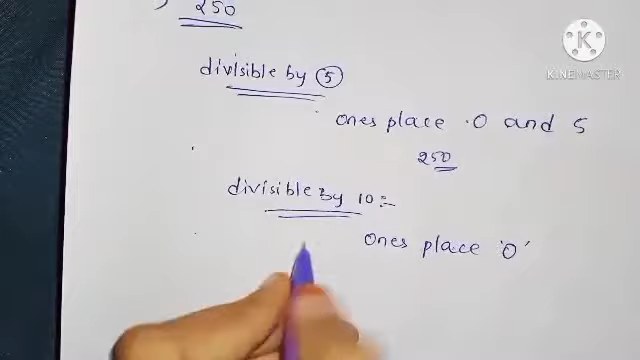 250
KINEMASTER
divisible by 5
ones place 0 and 5
250
divisible by 10 :-
ones place '0'